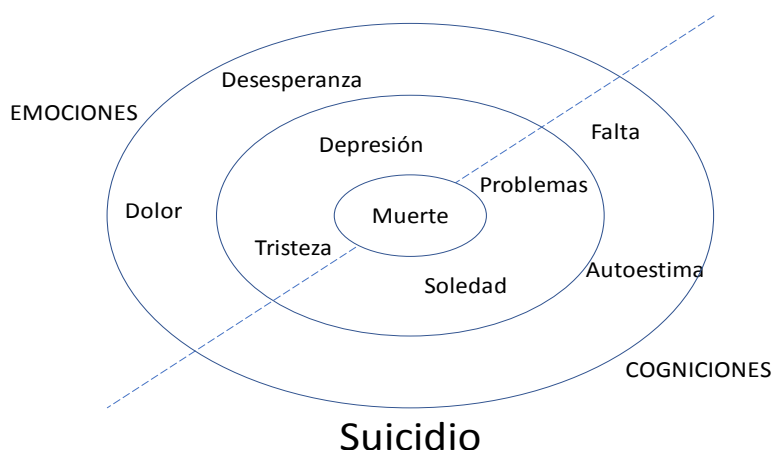 Desesperanza
EMOCIONES
Falta
Depresión
Problemas
Dolor
Muerte
Tristeza
Autoestima
Soledad
COGNICIONES
Suicidio